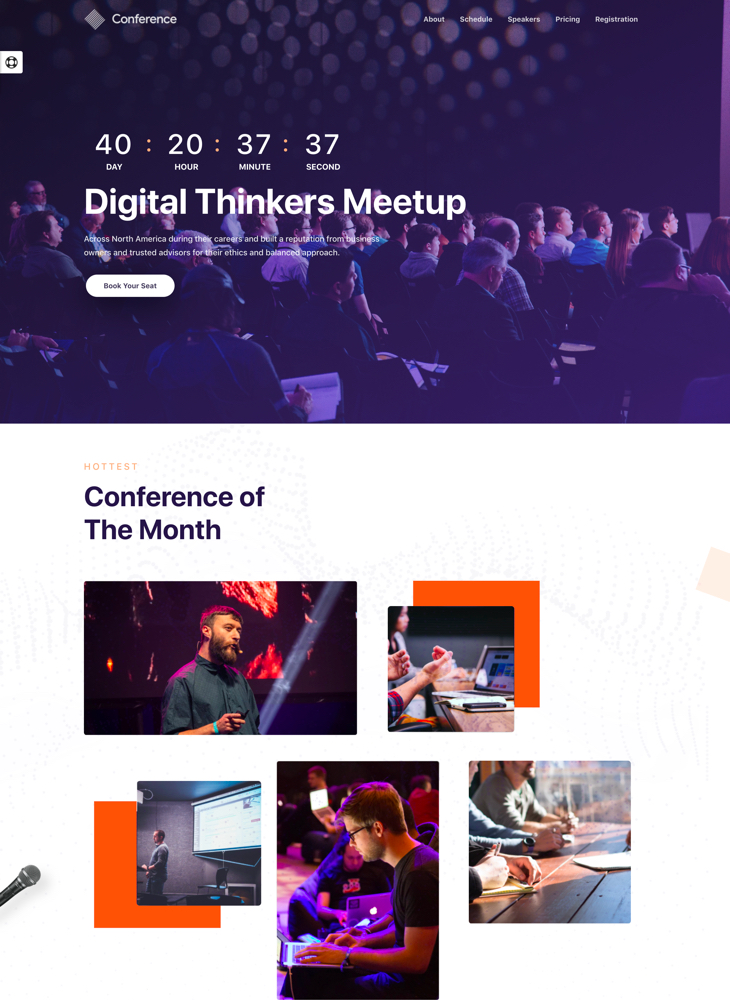 Conference
About Schedule Speakers Pricing Registration
40 : 20 : 37 : 37
DAY HOUR MINUTE SECOND
Digital Thinkers Meetup
Across North America during their careers and built a reputation from business
owners and trusted advisors for their ethics and balanced approach.
Book Your Seat
HOTTEST
Conference of
The Month